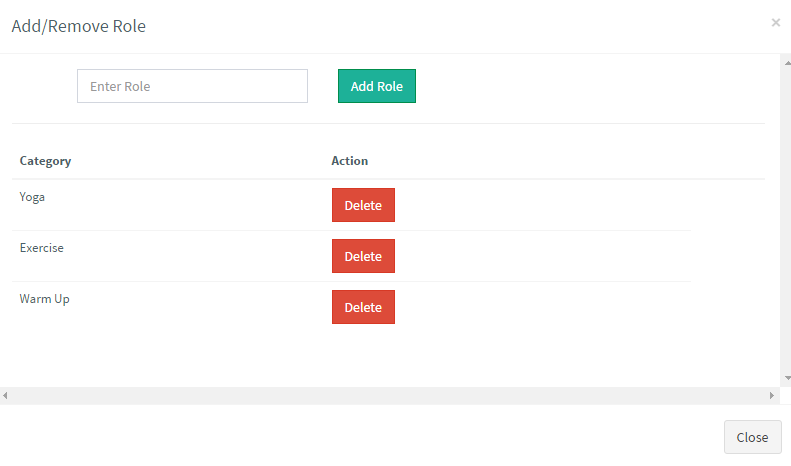 Add/Remove Role
×
Enter Role
Add Role
Category Action
Yoga Delete
Exercise Delete
Warm Up Delete
Close